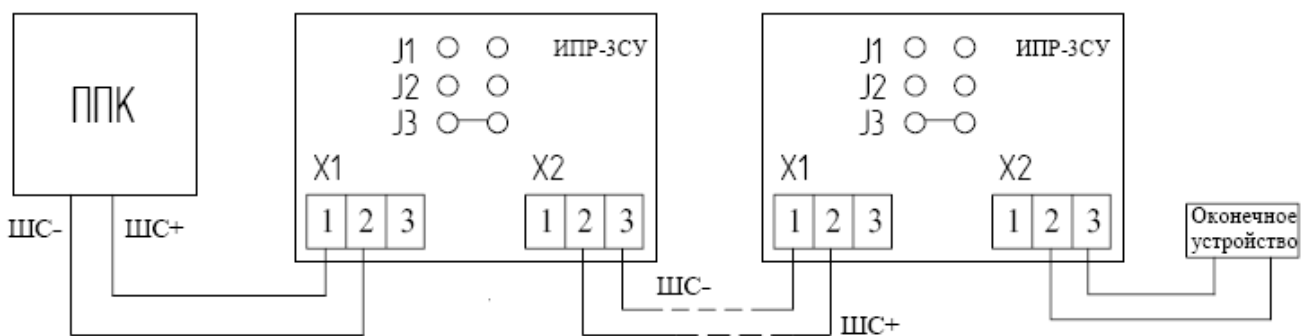 ППК
ШС-
ШС+
J1
J2
J3
ИПР-3СУ
X1
X2
1 2 3
1 2 3
ШС-
ШС+
J1
J2
J3
ИПР-3СУ
X1
X2
1 2 3
1 2 3
Оконечное
устройство